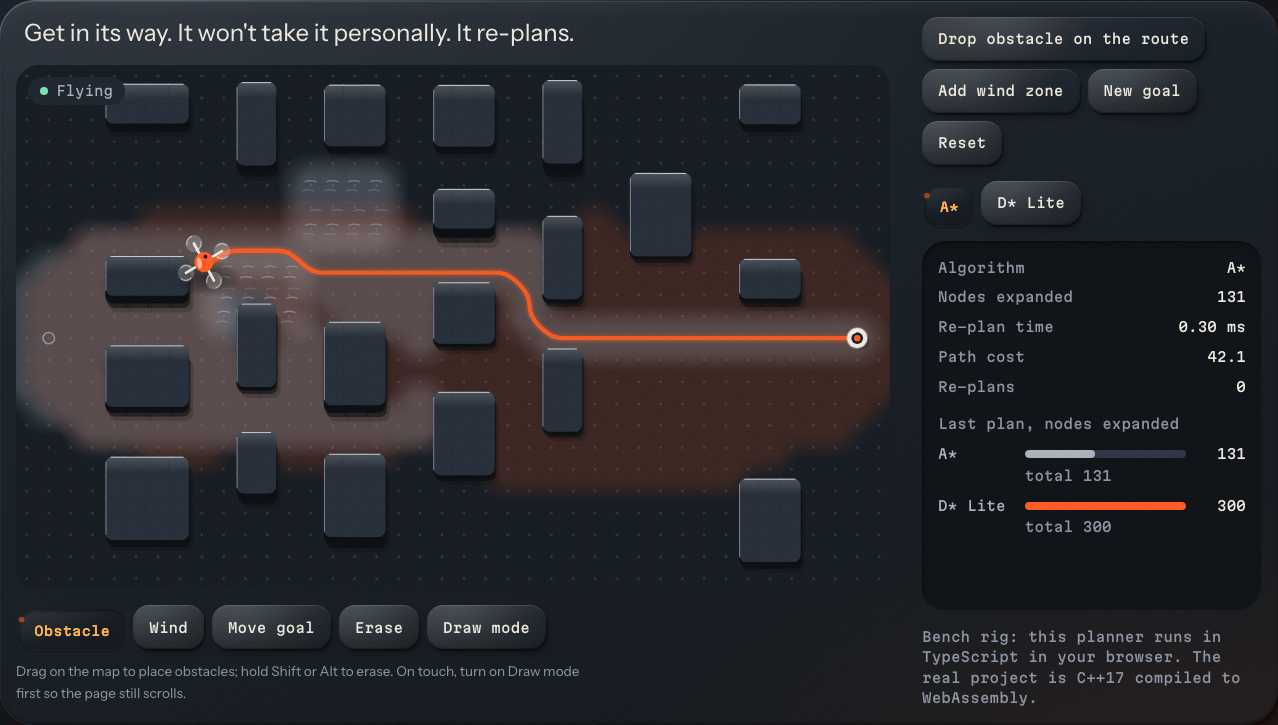 Get in its way. It won't take it personally. It re-plans.
Flying
Drop obstacle on the route
Add wind zone
New goal
Reset
A*
D* Lite
Algorithm A*
Nodes expanded 131
Re-plan time 0.30 ms
Path cost 42.1
Re-plans 0
Last plan, nodes expanded
A* 131
total 131
D* Lite 300
total 300
Obstacle
Wind
Move goal
Erase
Draw mode
Drag on the map to place obstacles; hold Shift or Alt to erase. On touch, turn on Draw mode
first so the page still scrolls.
Bench rig: this planner runs in
TypeScript in your browser. The
real project is C++17 compiled to
WebAssembly.